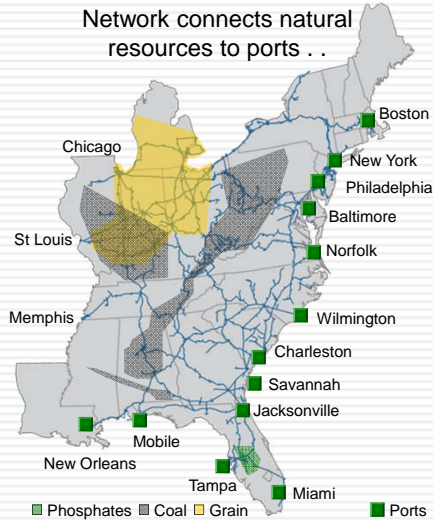 Network connects natural
resources to ports . .
Boston
Chicago
New York
Philadelphia
Baltimore
St Louis
Norfolk
Memphis
Wilmington
Charleston
Savannah
Jacksonville
Mobile
New Orleans
Tampa
Miami
Phosphates Coal Grain Ports